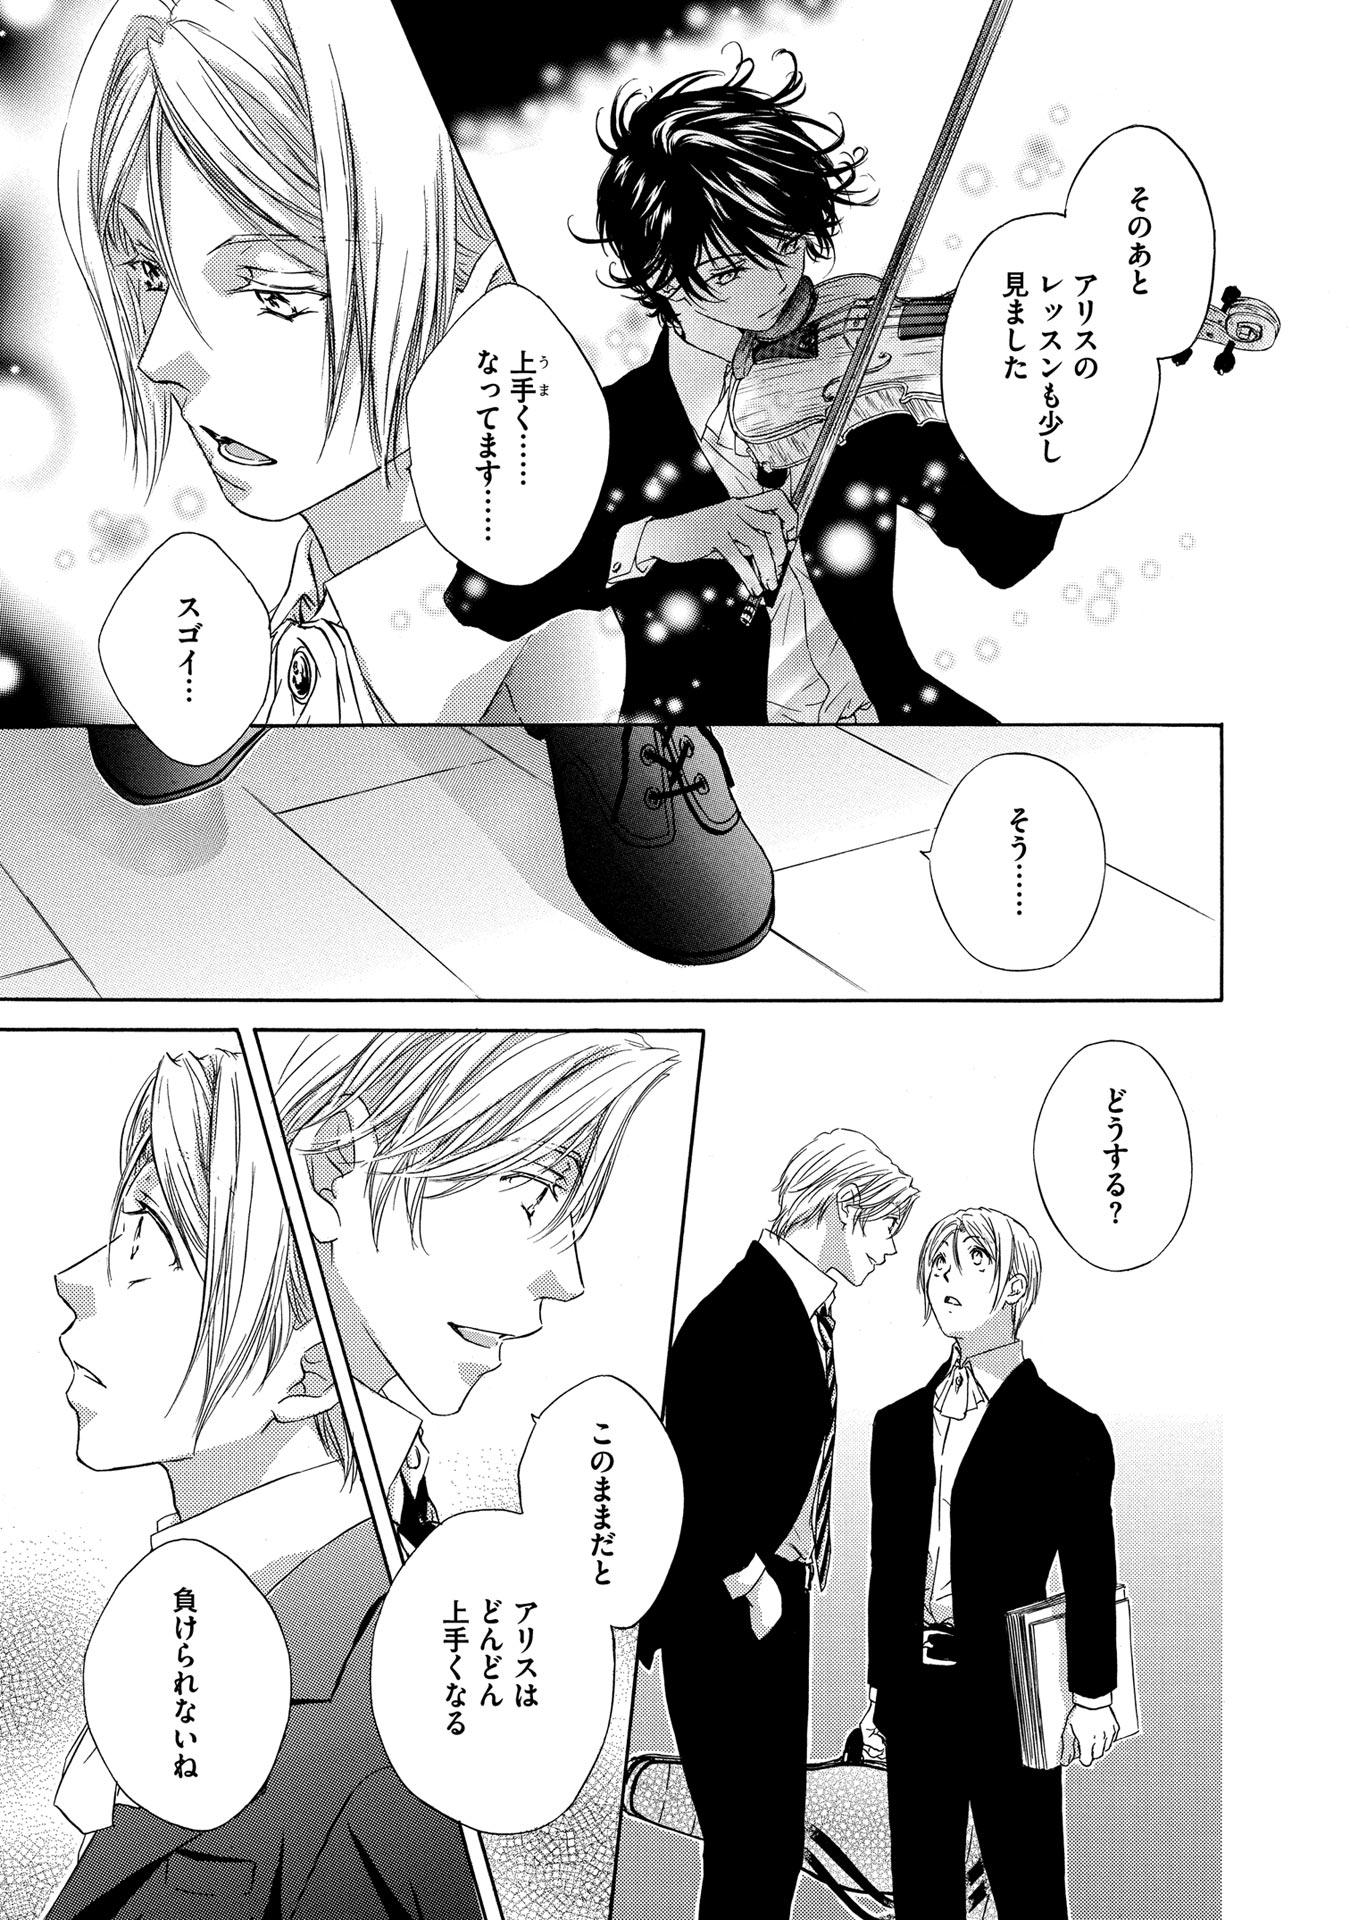 そのあと
アリスの
レッスンも少し
見ました
上手く……
うま
なってます……
スゴイ…
そう……
どうする？
このままだと
アリスは
どんどん
上手くなる
負けられないね